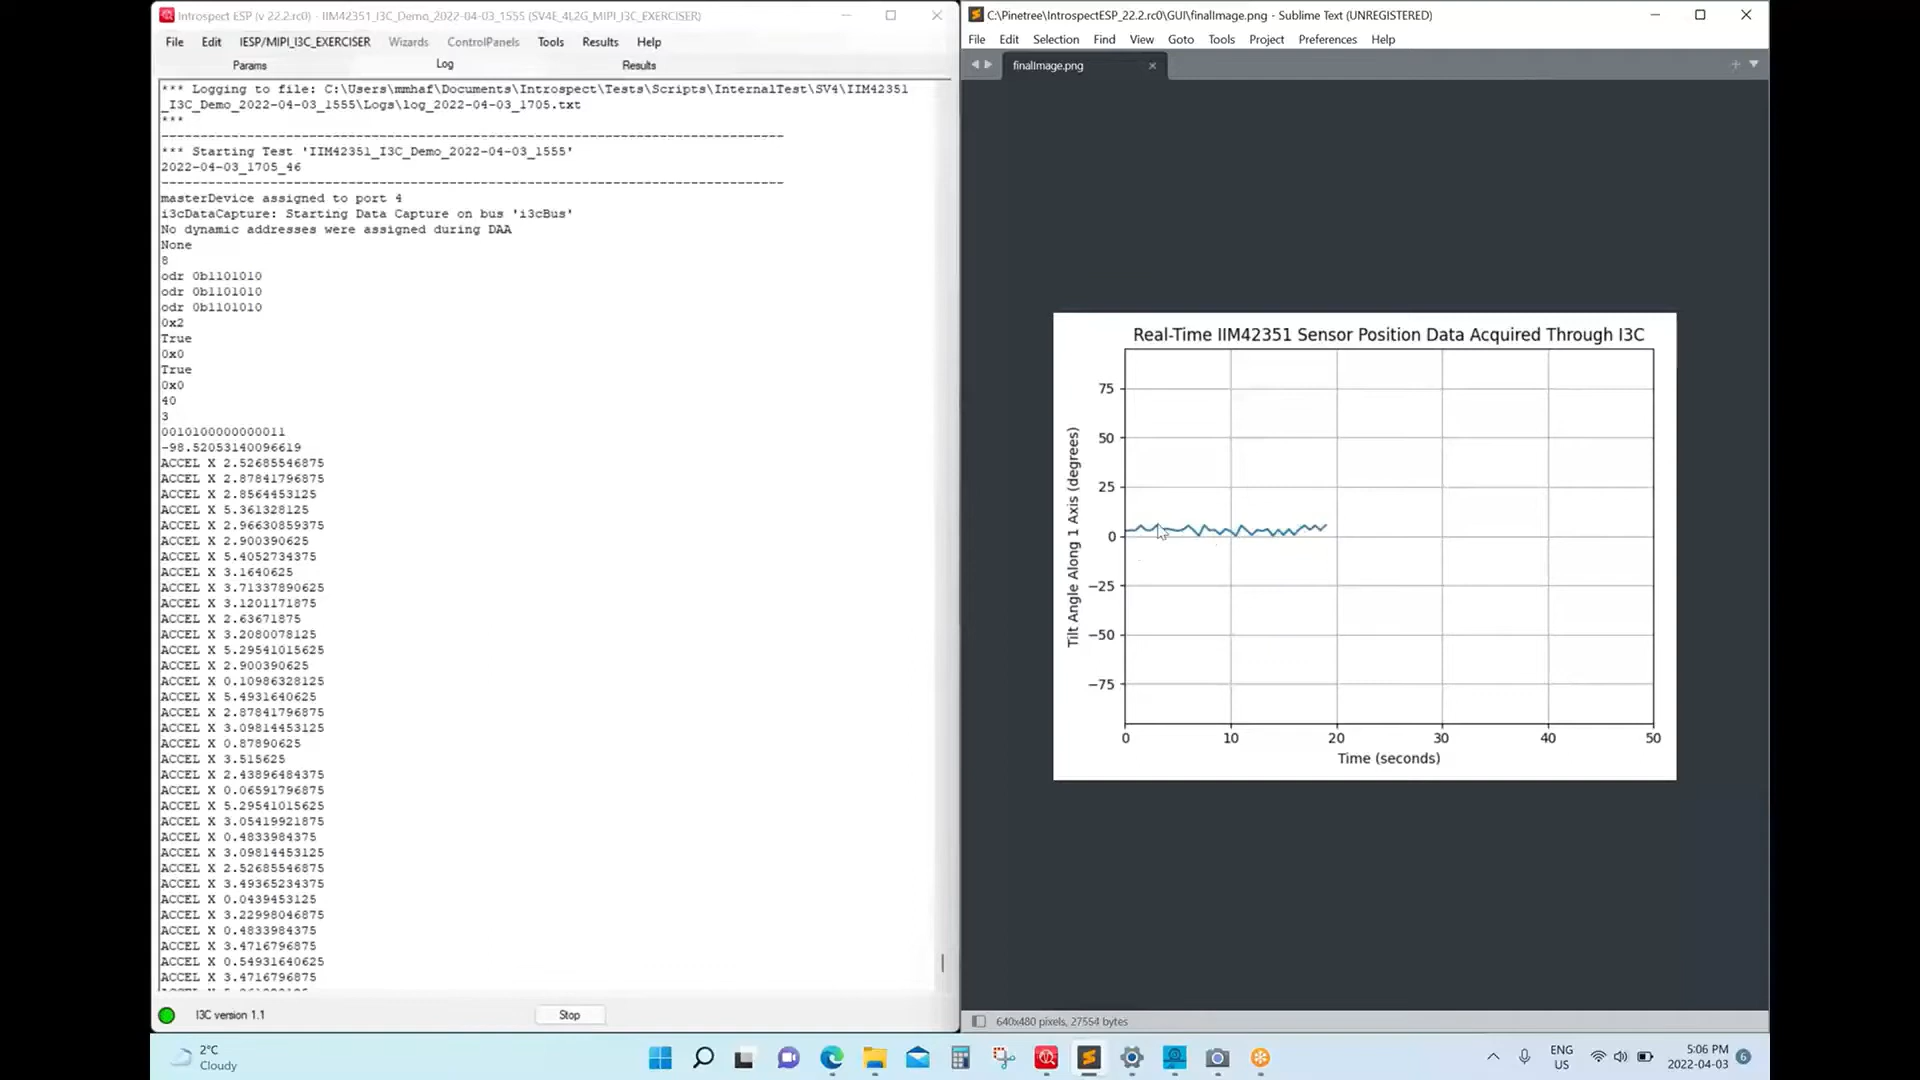 Introspect ESP (v 22.2.rc0) - IIM42351_I3C_Demo_2022-04-03_1555 (SV4E_4L2G_MIPI_I3C_EXERCISER)
File Edit IESP/MIPI_I3C_EXERCISER Wizards ControlPanels Tools Results Help
Params Log Results
*** Logging to file: C:\Users\mmhaf\Documents\Introspect\Tests\Scripts\InternalTest\SV4\IIM42351
_I3C_Demo_2022-04-03_1555\Logs\log_2022-04-03_1705.txt
***
--------------------------------------------------------------------------------
*** Starting Test 'IIM42351_I3C_Demo_2022-04-03_1555'
2022-04-03_1705_46
--------------------------------------------------------------------------------
masterDevice assigned to port 4
i3cDataCapture: Starting Data Capture on bus 'i3cBus'
No dynamic addresses were assigned during DAA
None
8
odr 0b1101010
odr 0b1101010
odr 0b1101010
0x2
True
0x0
True
0x0
40
3
0010100000000011
-98.52053140096619
ACCEL X 2.52685546875
ACCEL X 2.87841796875
ACCEL X 2.8564453125
ACCEL X 5.361328125
ACCEL X 2.96630859375
ACCEL X 2.900390625
ACCEL X 5.4052734375
ACCEL X 3.1640625
ACCEL X 3.71337890625
ACCEL X 3.1201171875
ACCEL X 2.63671875
ACCEL X 3.2080078125
ACCEL X 5.29541015625
ACCEL X 2.900390625
ACCEL X 0.10986328125
ACCEL X 5.4931640625
ACCEL X 2.87841796875
ACCEL X 3.09814453125
ACCEL X 0.87890625
ACCEL X 3.515625
ACCEL X 2.43896484375
ACCEL X 0.06591796875
ACCEL X 5.29541015625
ACCEL X 3.05419921875
ACCEL X 0.4833984375
ACCEL X 3.09814453125
ACCEL X 2.52685546875
ACCEL X 3.49365234375
ACCEL X 0.0439453125
ACCEL X 3.22998046875
ACCEL X 0.4833984375
ACCEL X 3.4716796875
ACCEL X 0.54931640625
ACCEL X 3.4716796875
I3C version 1.1
Stop
C:\Pinetree\IntrospectESP_22.2.rc0\GUI\finalImage.png - Sublime Text (UNREGISTERED)
File Edit Selection Find View Goto Tools Project Preferences Help
finalImage.png
Real-Time IIM42351 Sensor Position Data Acquired Through I3C
Tilt Angle Along 1 Axis (degrees)
75
50
25
0
−25
−50
−75
0 10 20 30 40 50
Time (seconds)
640x480 pixels, 27554 bytes
2°C
Cloudy
ENG
US
5:06 PM
2022-04-03
6